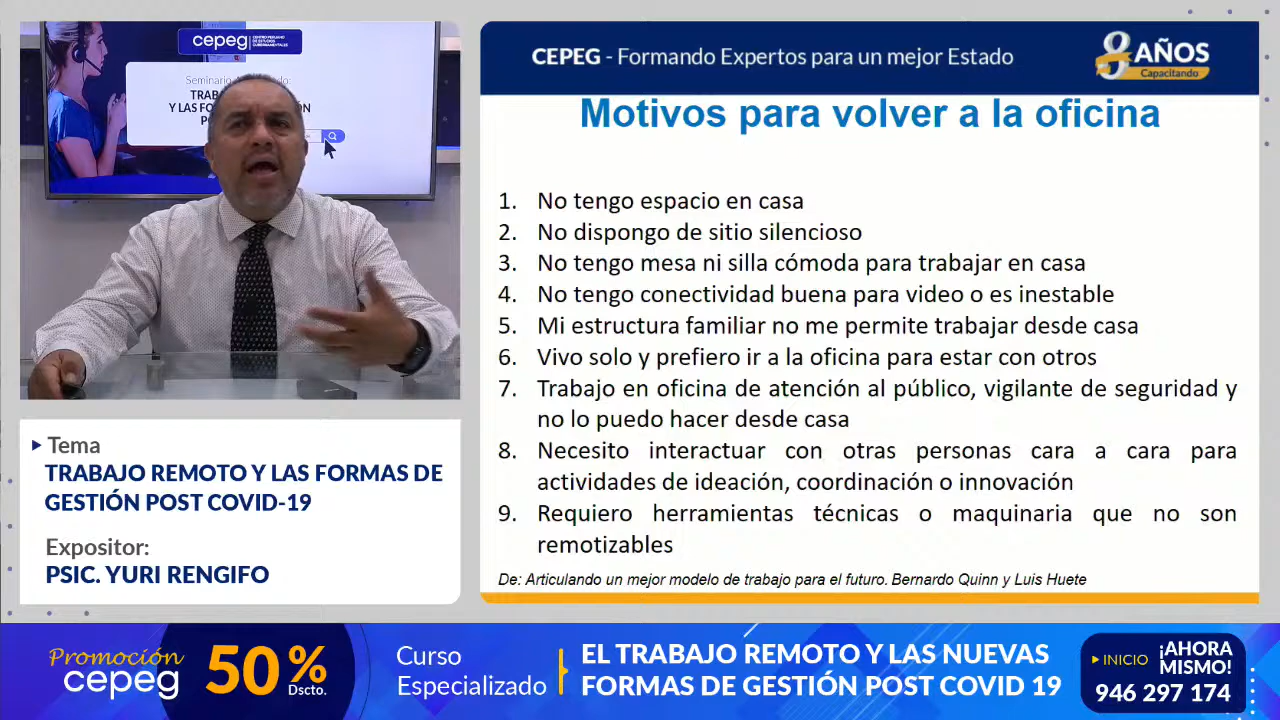 cepeg CENTRO PERUANO DE ESTUDIOS GUBERNAMENTALES
Seminario
Y LAS
CEPEG - Formando Expertos para un mejor Estado
8 AÑOS
Capacitando
Motivos para volver a la oficina
1. No tengo espacio en casa
2. No dispongo de sitio silencioso
3. No tengo mesa ni silla cómoda para trabajar en casa
4. No tengo conectividad buena para video o es inestable
5. Mi estructura familiar no me permite trabajar desde casa
6. Vivo solo y prefiero ir a la oficina para estar con otros
7. Trabajo en oficina de atención al público, vigilante de seguridad y
no lo puedo hacer desde casa
8. Necesito interactuar con otras personas cara a cara para
actividades de ideación, coordinación o innovación
9. Requiero herramientas técnicas o maquinaria que no son
remotizables
De: Articulando un mejor modelo de trabajo para el futuro. Bernardo Quinn y Luis Huete
Tema
TRABAJO REMOTO Y LAS FORMAS DE
GESTIÓN POST COVID-19
Expositor:
PSIC. YURI RENGIFO
Promoción
cepeg
50% Dscto.
Curso
Especializado
EL TRABAJO REMOTO Y LAS NUEVAS
FORMAS DE GESTIÓN POST COVID 19
INICIO ¡AHORA
MISMO!
946 297 174